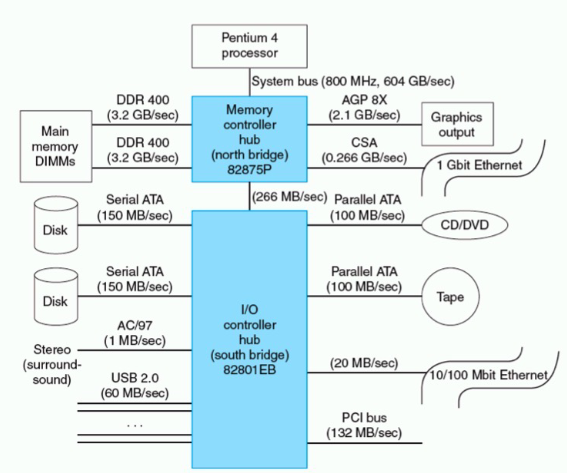 Pentium 4
processor
System bus (800 MHz, 604 GB/sec)
DDR 400
(3.2 GB/sec)
Memory
controller
hub
(north bridge)
82875P
AGP 8X
(2.1 GB/sec)
Graphics
output
Main
memory
DIMMs
DDR 400
(3.2 GB/sec)
CSA
(0.266 GB/sec)
1 Gbit Ethernet
(266 MB/sec)
Serial ATA
(150 MB/sec)
Disk
Parallel ATA
(100 MB/sec)
CD/DVD
Serial ATA
(150 MB/sec)
Disk
Parallel ATA
(100 MB/sec)
Tape
I/O
controller
hub
(south bridge)
82801EB
AC/97
(1 MB/sec)
Stereo
(surround-
sound)
USB 2.0
(60 MB/sec)
. . .
(20 MB/sec)
10/100 Mbit Ethernet
PCI bus
(132 MB/sec)